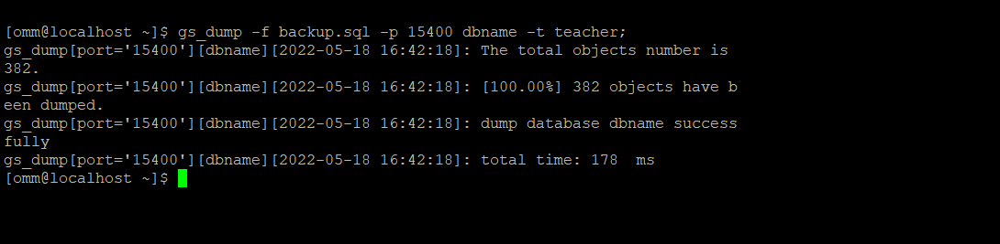 [omm@localhost ~]$ gs_dump -f backup.sql -p 15400 dbname -t teacher;
gs_dump[port='15400'][dbname][2022-05-18 16:42:18]: The total objects number is
382.
gs_dump[port='15400'][dbname][2022-05-18 16:42:18]: [100.00%] 382 objects have b
een dumped.
gs_dump[port='15400'][dbname][2022-05-18 16:42:18]: dump database dbname success
fully
gs_dump[port='15400'][dbname][2022-05-18 16:42:18]: total time: 178  ms
[omm@localhost ~]$